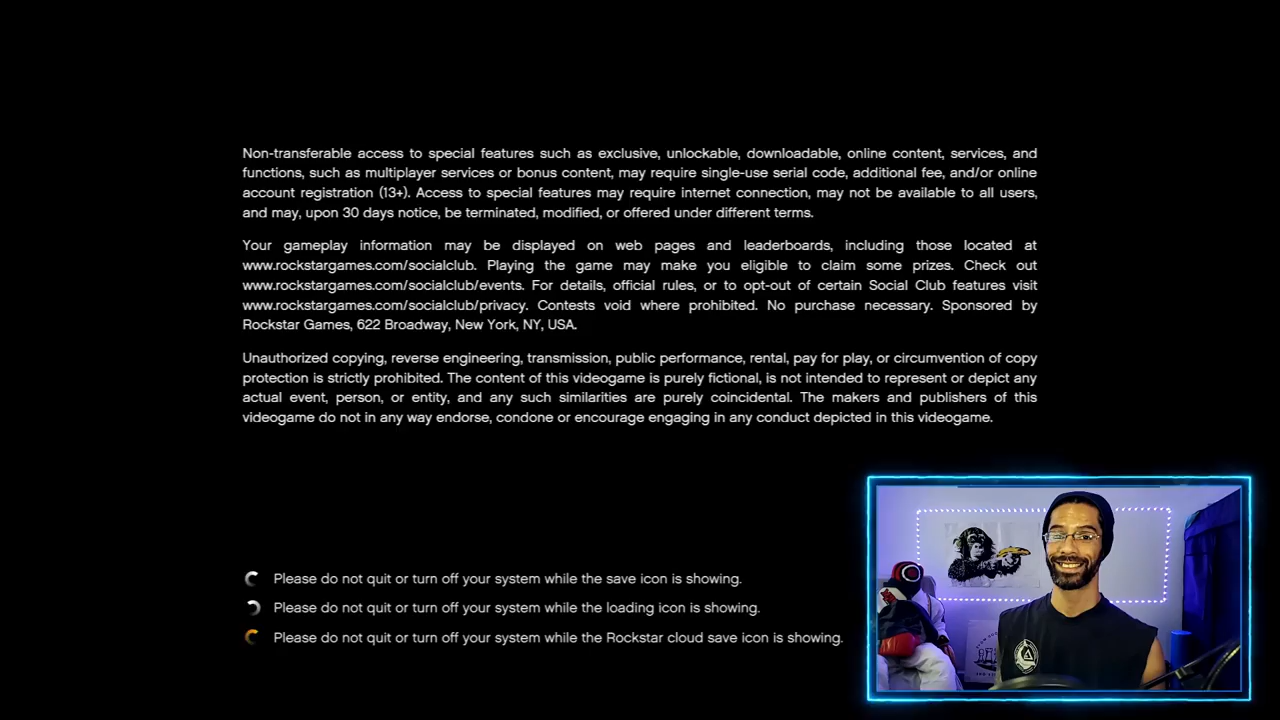 Non-transferable access to special features such as exclusive, unlockable, downloadable, online content, services, and
functions, such as multiplayer services or bonus content, may require single-use serial code, additional fee, and/or online
account registration (13+). Access to special features may require internet connection, may not be available to all users,
and may, upon 30 days notice, be terminated, modified, or offered under different terms.
Your gameplay information may be displayed on web pages and leaderboards, including those located at
www.rockstargames.com/socialclub. Playing the game may make you eligible to claim some prizes. Check out
www.rockstargames.com/socialclub/events. For details, official rules, or to opt-out of certain Social Club features visit
www.rockstargames.com/socialclub/privacy. Contests void where prohibited. No purchase necessary. Sponsored by
Rockstar Games, 622 Broadway, New York, NY, USA.
Unauthorized copying, reverse engineering, transmission, public performance, rental, pay for play, or circumvention of copy
protection is strictly prohibited. The content of this videogame is purely fictional, is not intended to represent or depict any
actual event, person, or entity, and any such similarities are purely coincidental. The makers and publishers of this
videogame do not in any way endorse, condone or encourage engaging in any conduct depicted in this videogame.
Please do not quit or turn off your system while the save icon is showing.
Please do not quit or turn off your system while the loading icon is showing.
Please do not quit or turn off your system while the Rockstar cloud save icon is showing.